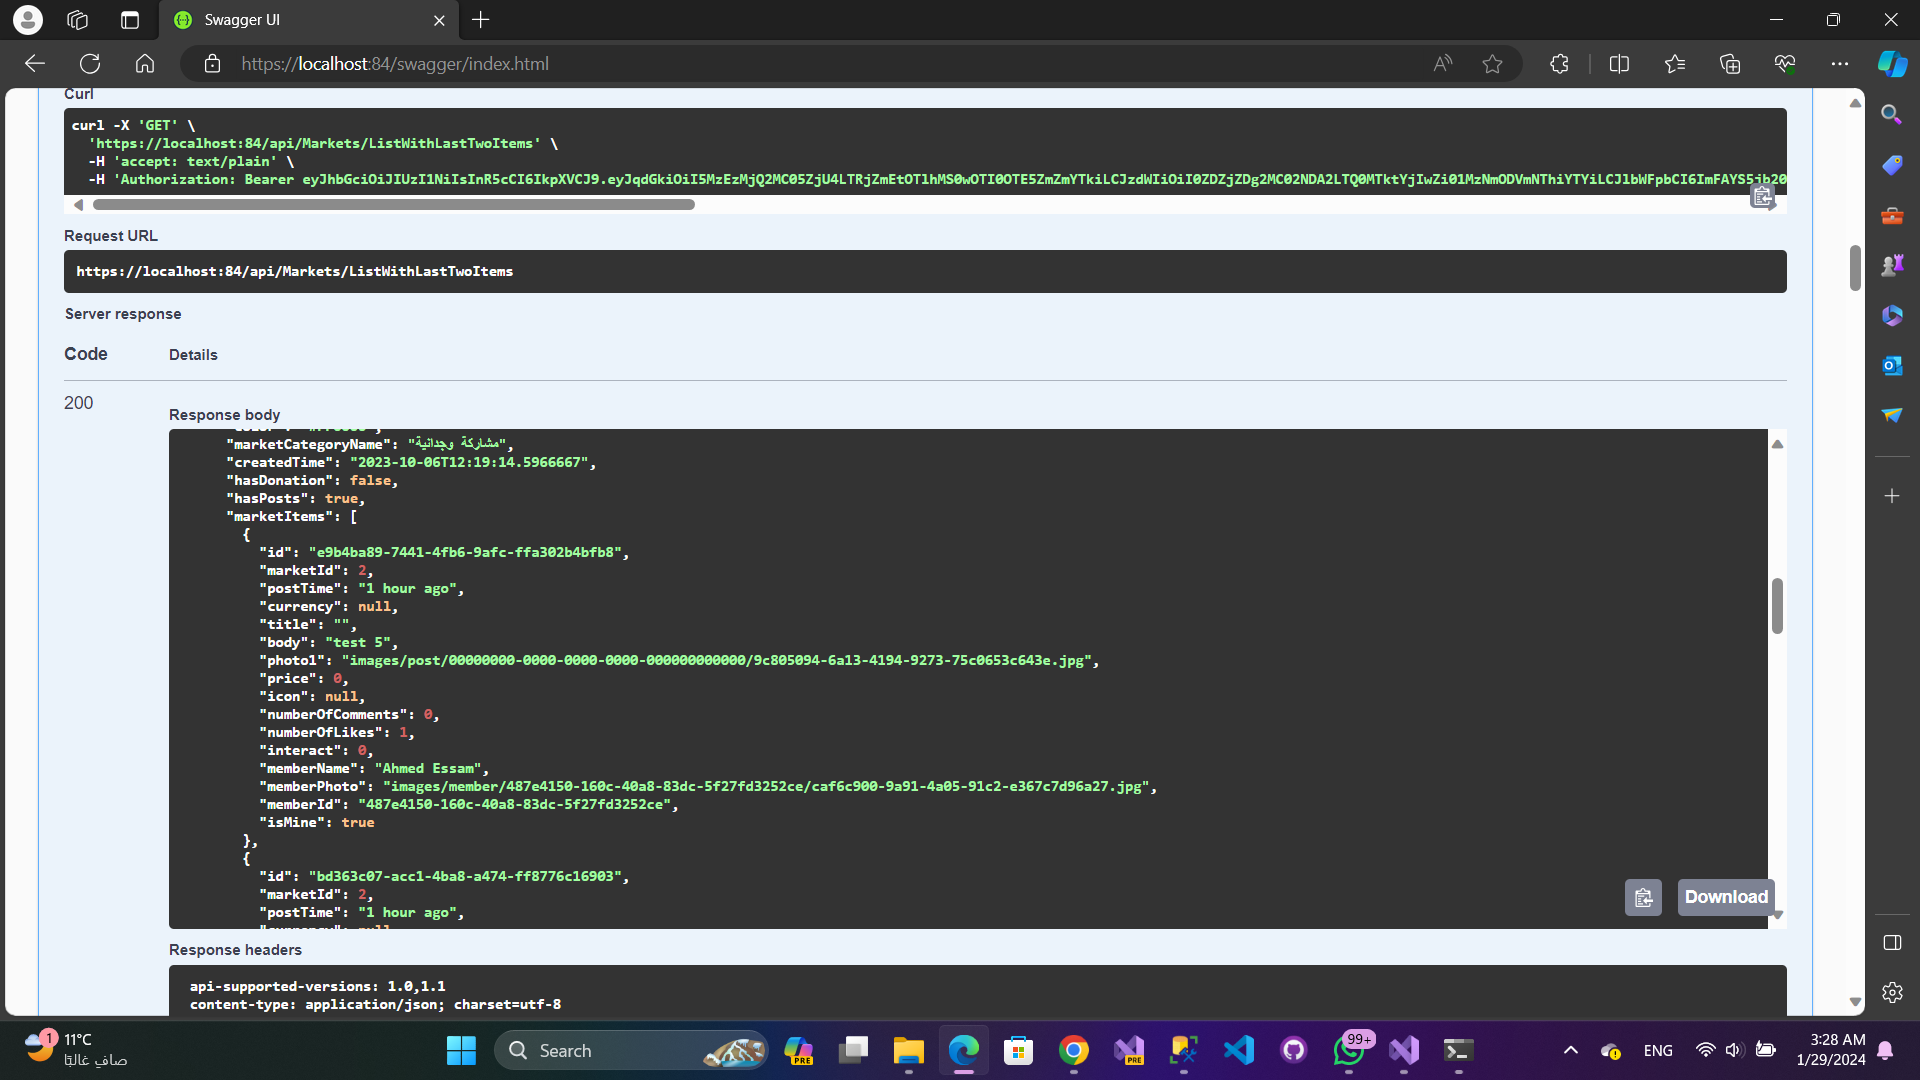 Swagger UI
https://localhost:84/swagger/index.html
Curl
curl -X 'GET' \
'https://localhost:84/api/Markets/ListWithLastTwoItems' \
-H 'accept: text/plain' \
-H 'Authorization: Bearer
Request URL
https://localhost:84/api/Markets/ListWithLastTwoItems
Server response
Code Details
200
Response body
"marketCategoryName": "مشاركة وجدانية",
"createdTime": "2023-10-06T12:19:14.5966667",
"hasDonation": false,
"hasPosts": true,
"marketItems": [
{
"id": "e9b4ba89-7441-4fb6-9afc-ffa302b4bfb8",
"marketId": 2,
"postTime": "1 hour ago",
"currency": null,
"title": "",
"body": "test 5",
"photo1": "images/post/00000000-0000-0000-0000-000000000000/9c805094-6a13-4194-9273-75c0653c643e.jpg",
"price": 0,
"icon": null,
"numberOfComments": 0,
"numberOfLikes": 1,
"interact": 0,
"memberName": "Ahmed Essam",
"memberPhoto": "images/member/487e4150-160c-40a8-83dc-5f27fd3252ce/caf6c900-9a91-4a05-91c2-e367c7d96a27.jpg",
"memberId": "487e4150-160c-40a8-83dc-5f27fd3252ce",
"isMine": true
},
{
"id": "bd363c07-acc1-4ba8-a474-ff8776c16903",
"marketId": 2,
"postTime": "1 hour ago",
Download
Response headers
api-supported-versions: 1.0,1.1
content-type: application/json; charset=utf-8
1
11°C
صافٍ غالبًا
Search
PRE
PRE
99+
ENG
3:28 AM
1/29/2024